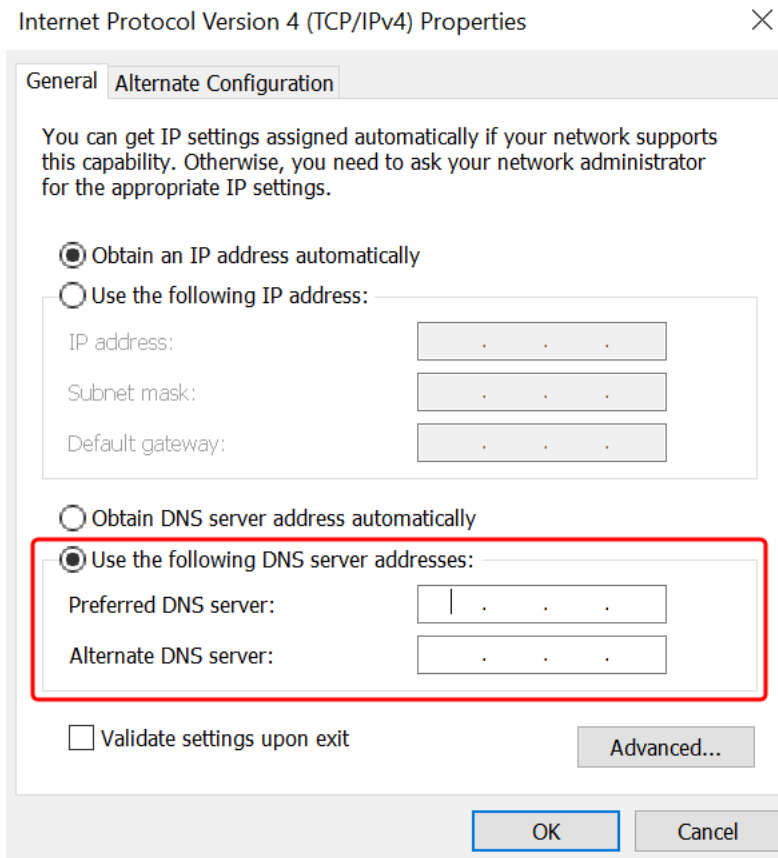 Internet Protocol Version 4 (TCP/IPv4) Properties
General
Alternate Configuration
You can get IP settings assigned automatically if your network supports
this capability. Otherwise, you need to ask your network administrator
for the appropriate IP settings.
Obtain an IP address automatically
Use the following IP address:
IP address:
Subnet mask:
Default gateway:
Obtain DNS server address automatically
Use the following DNS server addresses:
Preferred DNS server:
Alternate DNS server:
Validate settings upon exit
Advanced...
OK
Cancel